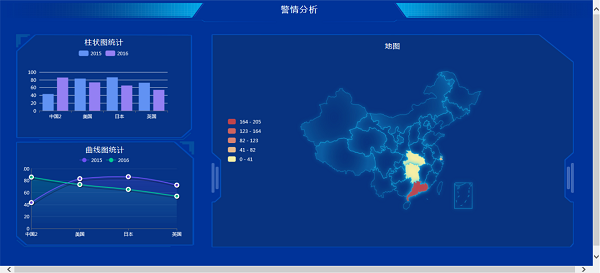 警情分析
柱状图统计
2015 2016
100
80
60
40
20
0
中国2 美国 日本 英国
曲线图统计
2015 2016
00
80
60
40
20
0
中国2 美国 日本 英国
地图
164 - 205
123 - 164
82 - 123
41 - 82
0 - 41